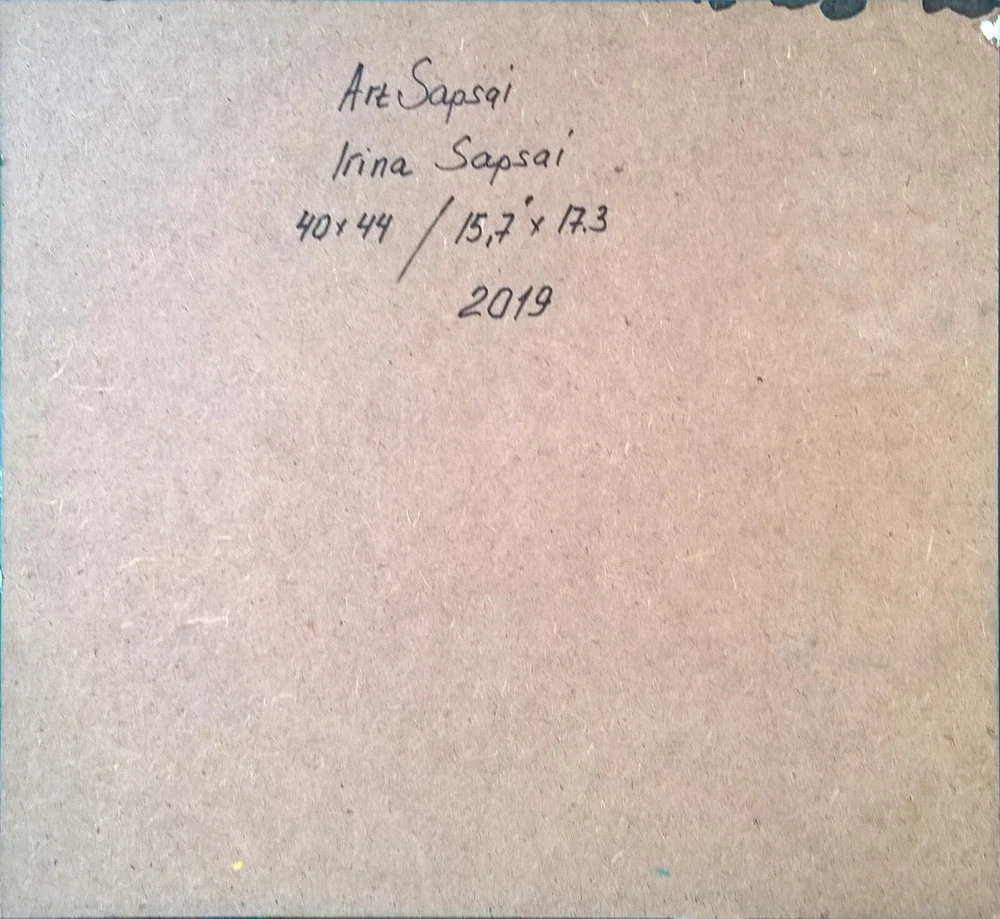 Art Sapsai
Irina Sapsai
40x44 / 15,7"x 17.3
2019